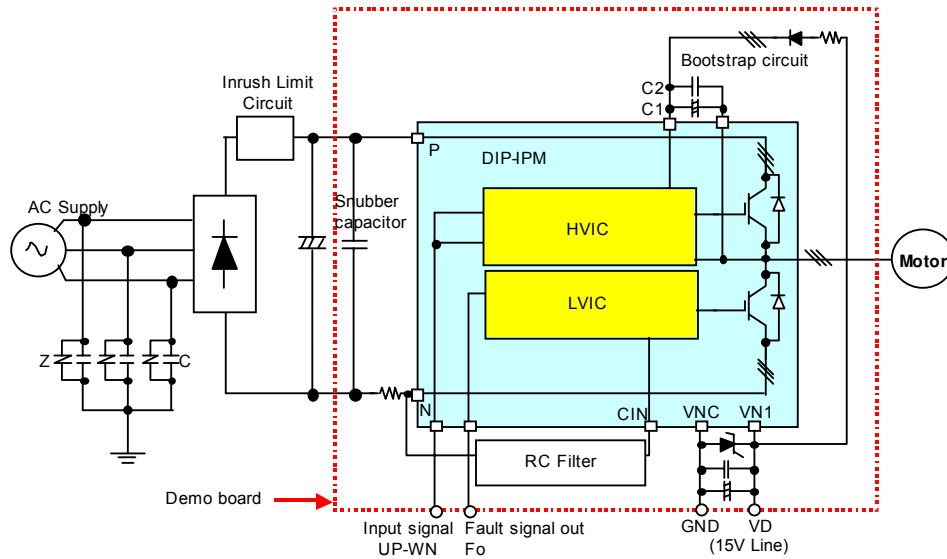 Bootstrap circuit
Inrush Limit
Circuit
C2
C1
P
DIP-IPM
AC Supply
Snubber
capacitor
HVIC
Motor
LVIC
Z
C
N
CIN
VNC
VN1
RC Filter
Demo board
Input signal
UP-WN
Fault signal out
Fo
GND
VD
(15V Line)